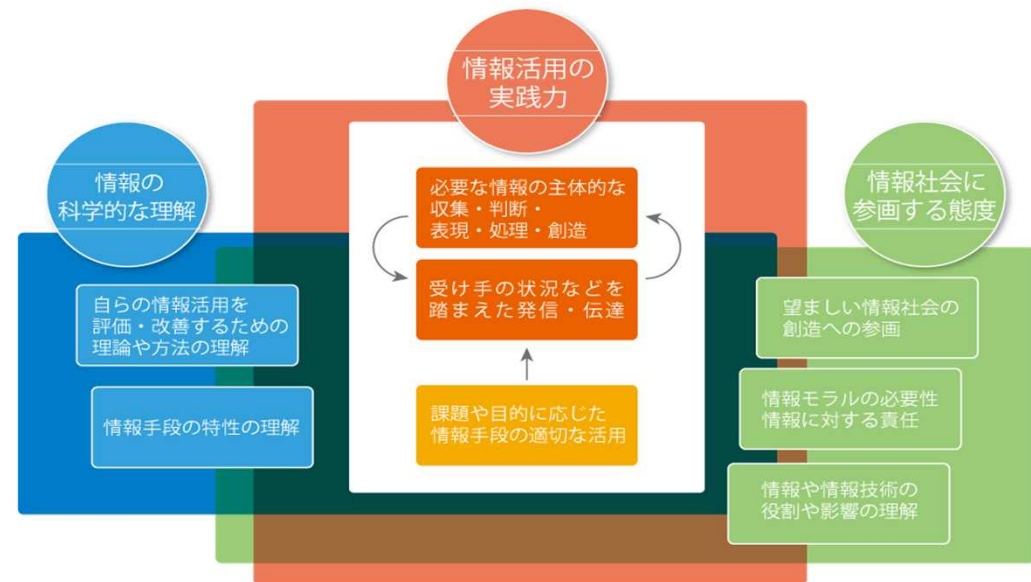 情報活用の
実践力
情報の
科学的な理解
情報社会に
参画する態度
必要な情報の主体的な
収集・判断・
表現・処理・創造
受け手の状況などを
踏まえた発信・伝達
課題や目的に応じた
情報手段の適切な活用
自らの情報活用を
評価・改善するための
理論や方法の理解
情報手段の特性の理解
望ましい情報社会の
創造への参画
情報モラルの必要性
情報に対する責任
情報や情報技術の
役割や影響の理解